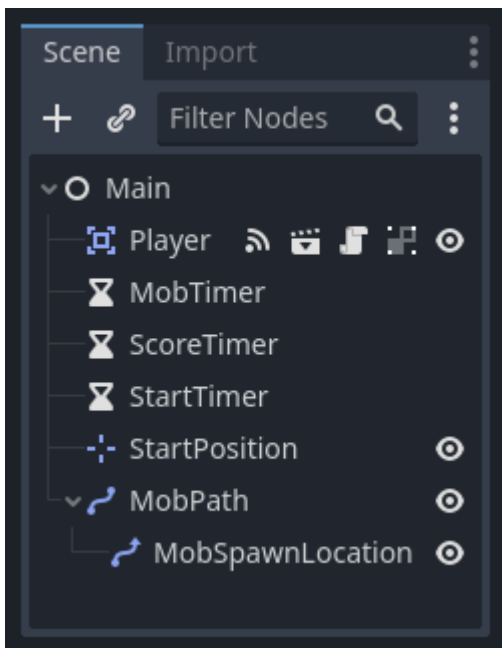 Scene Import
Filter Nodes
Main
Player
MobTimer
ScoreTimer
StartTimer
StartPosition
MobPath
MobSpawnLocation